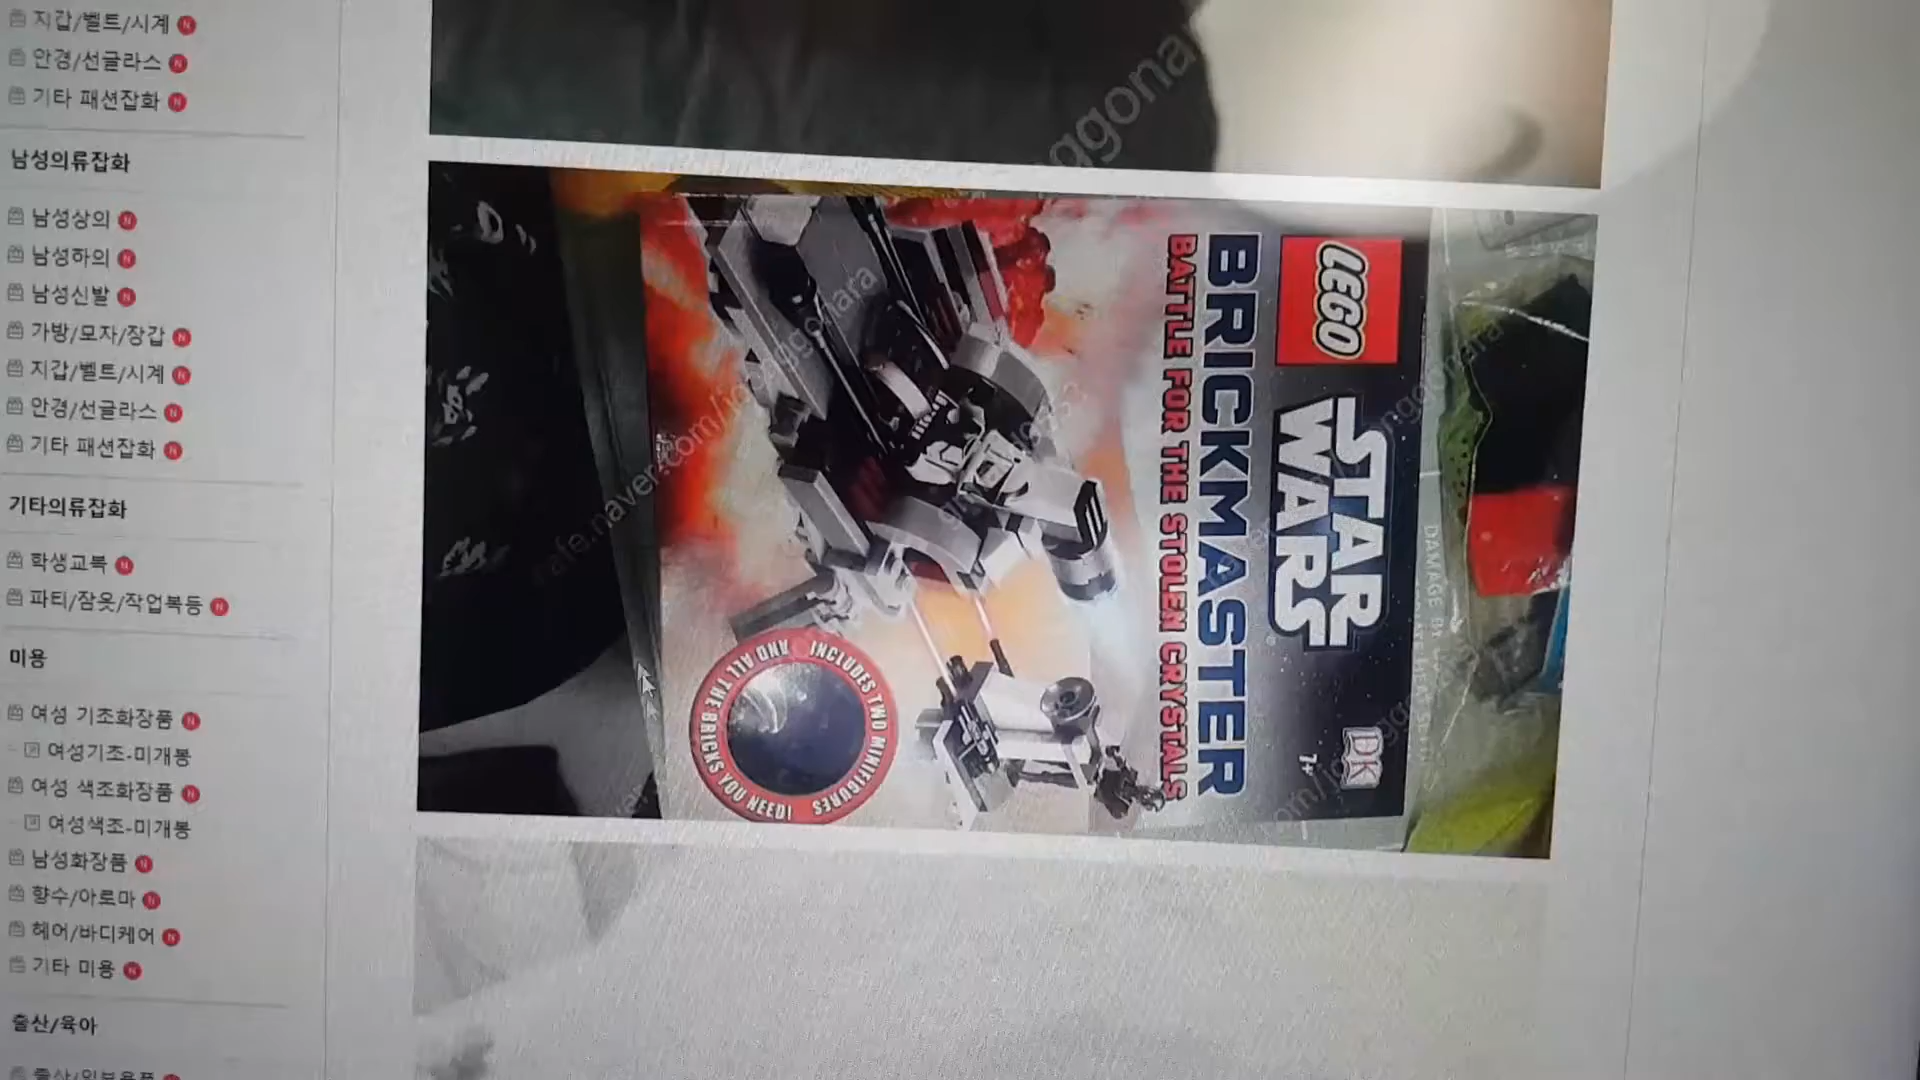 지갑/벨트/시계 N
안경/선글라스 N
기타 패션잡화 N
남성의류잡화
남성상의 N
남성하의 N
남성신발 N
가방/모자/장갑 N
지갑/벨트/시계 N
안경/선글라스 N
기타 패션잡화 N
기타의류잡화
학생교복 N
파티/잠옷/작업복등 N
미용
여성 기초화장품 N
여성기초-미개봉
여성 색조화장품 N
여성색조-미개봉
남성화장품 N
향수/아로마 N
헤어/바디케어 N
기타 미용 N
출산/육아
LEGO
STAR
WARS
BRICKMASTER
BATTLE FOR THE STOLEN CRYSTALS
DK
7+
INCLUDES TWO MINIFIGURES
AND ALL THE BRICKS YOU NEED!
DAMAGE BY
cafe.naver.com/joonggonara